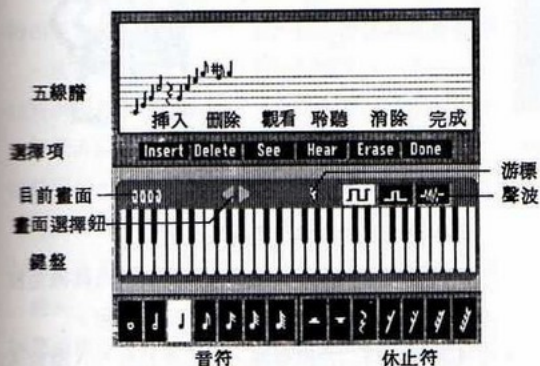 五線譜
插入 刪除 觀看 聆聽 消除 完成
選擇項
Insert Delete See Hear Erase Done
游標
目前畫面
聲波
畫面選擇鈕
鍵盤
音符 休止符